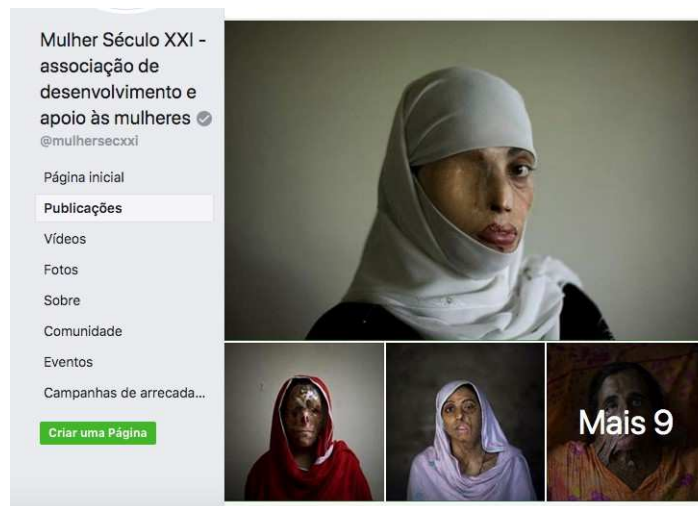 Mulher Século XXI -
associação de
desenvolvimento e
apoio às mulheres
@mulhersecxxi
Página inicial
Publicações
Vídeos
Fotos
Sobre
Comunidade
Eventos
Campanhas de arrecada...
Criar uma Página
Mais 9